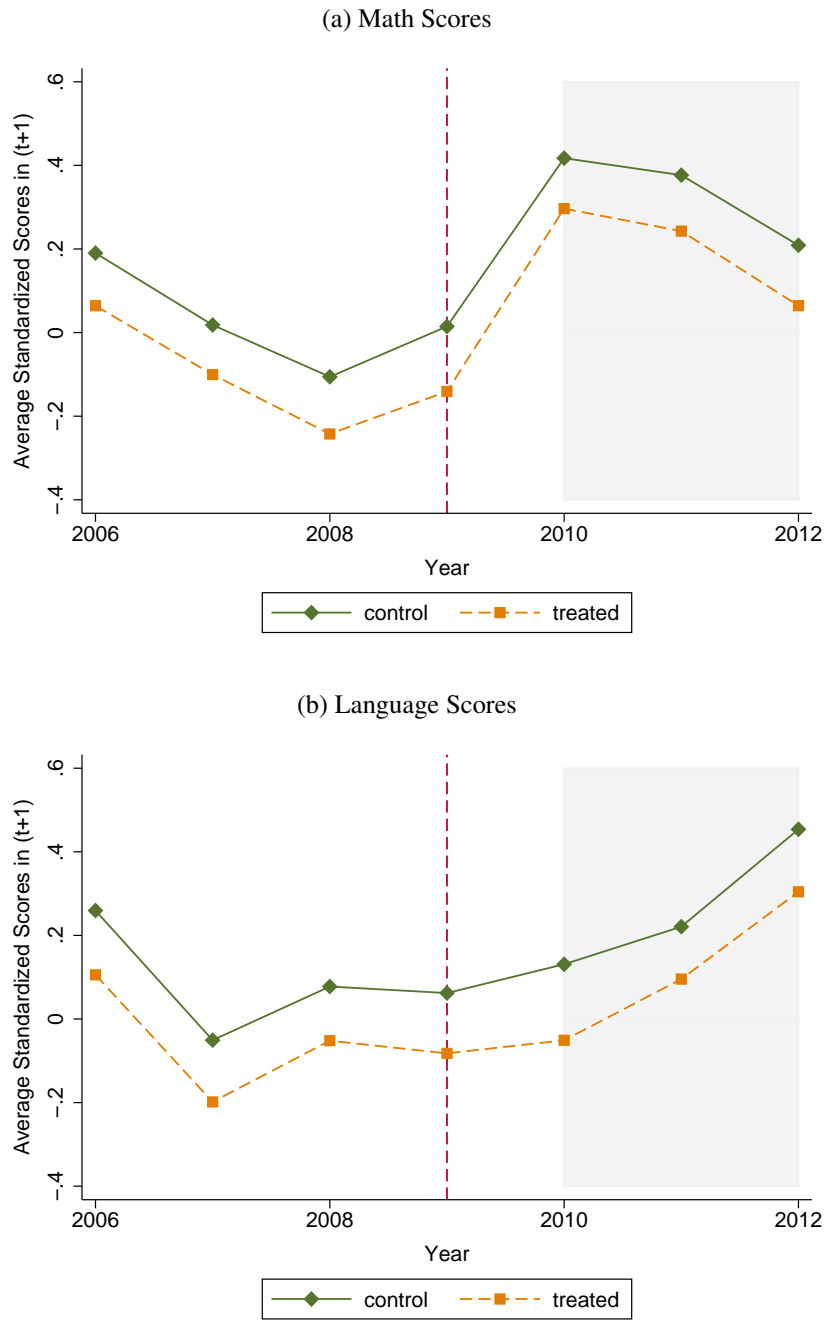 (a) Math Scores
Average Standardized Scores in (t+1)
.6
.4
.2
0
-.2
-.4
2006 2008 2010 2012
Year
control treated
(b) Language Scores
Average Standardized Scores in (t+1)
.6
.4
.2
0
-.2
-.4
2006 2008 2010 2012
Year
control treated